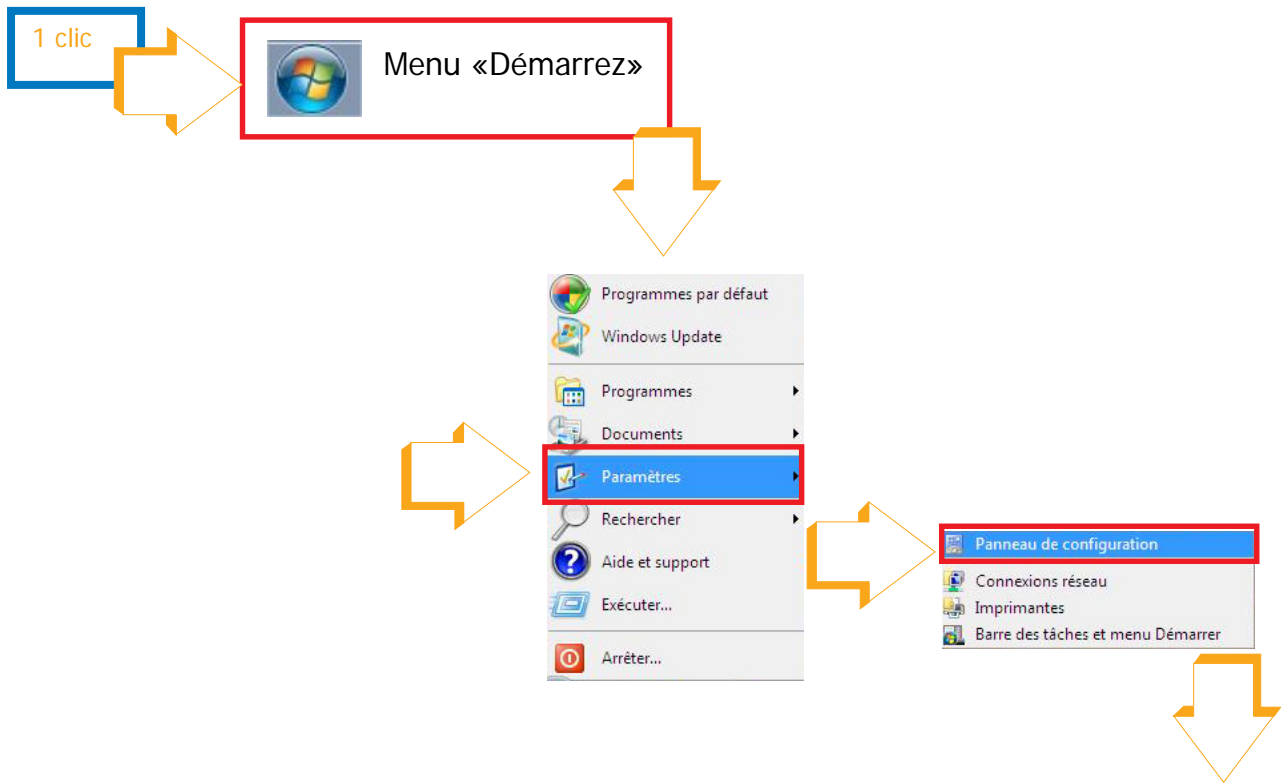 1 clic
Menu «Démarrez»
Programmes par défaut
Windows Update
Programmes
Documents
Paramètres
Rechercher
Aide et support
Exécuter...
Arrêter...
Panneau de configuration
Connexions réseau
Imprimantes
Barre des tâches et menu Démarrer